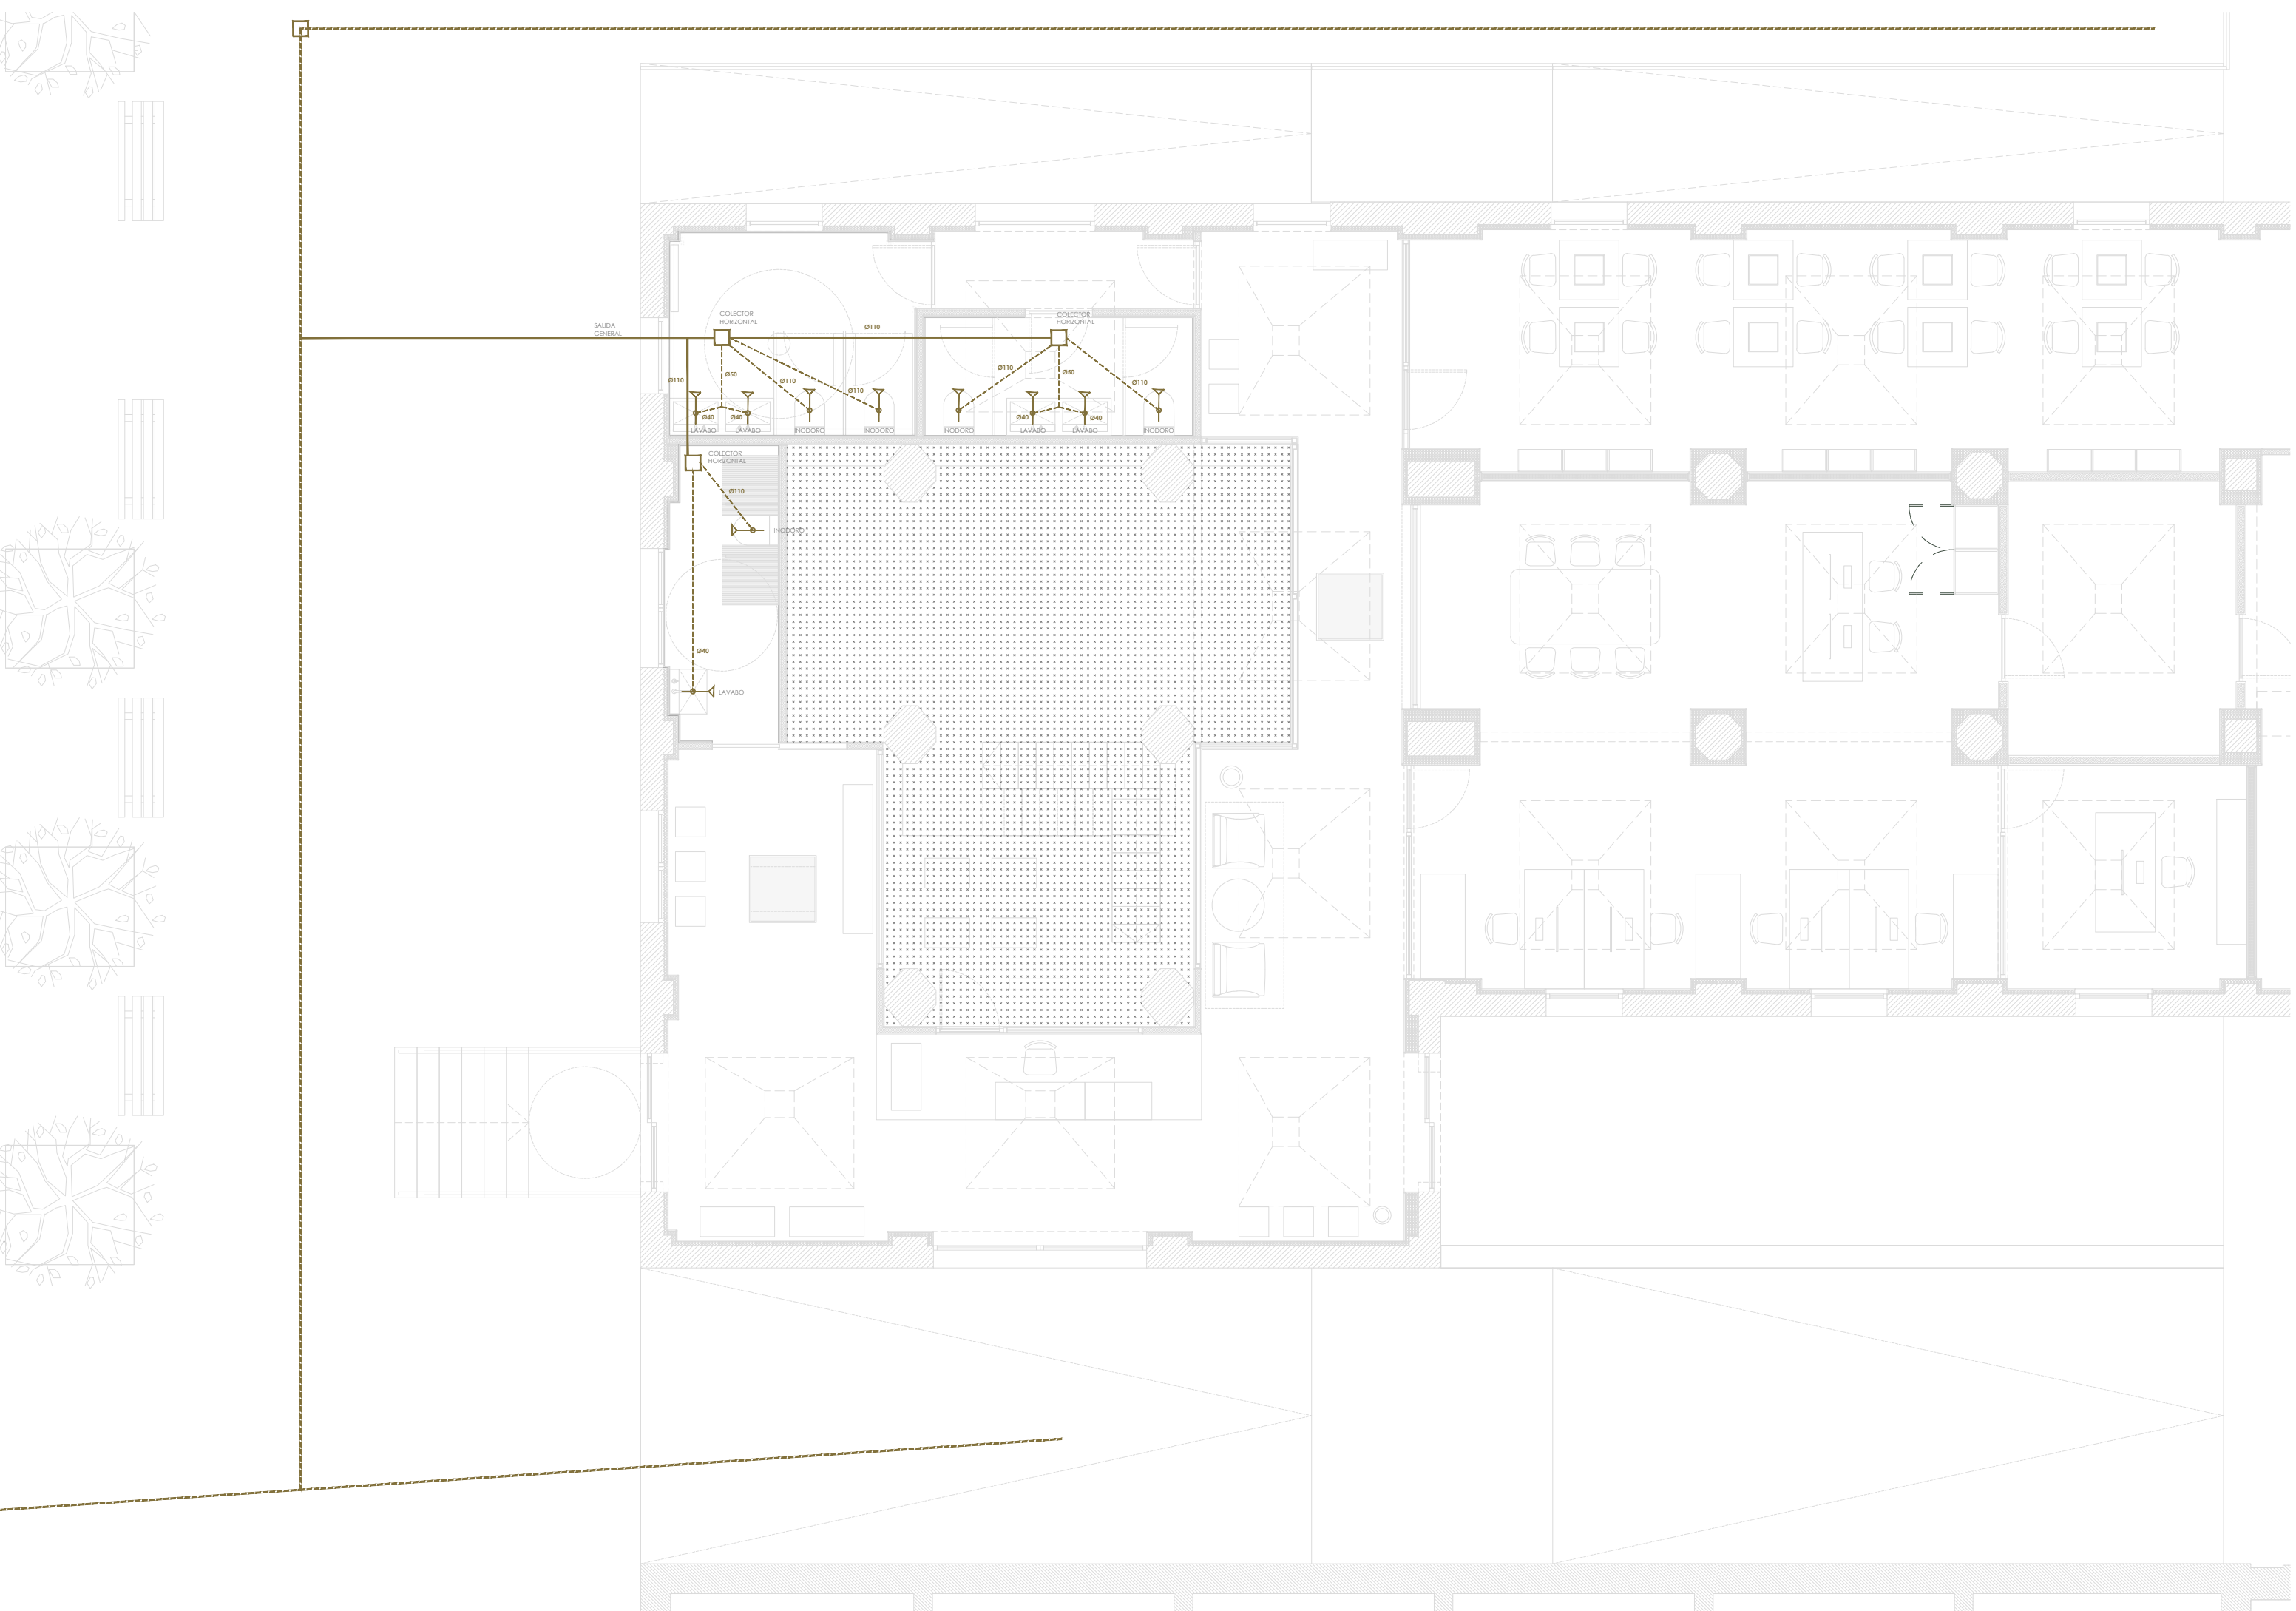 COLECTOR
HORIZONTAL
COLECTOR
HORIZONTAL
SALIDA
GENERAL
Ø110
Ø50
Ø110
Ø110
Ø110
Ø110
Ø50
Ø110
Ø40
Ø40
Ø40
Ø40
LAVABO
LAVABO
INODORO
INODORO
INODORO
LAVABO
LAVABO
INODORO
COLECTOR
HORIZONTAL
Ø110
INODORO
Ø40
LAVABO